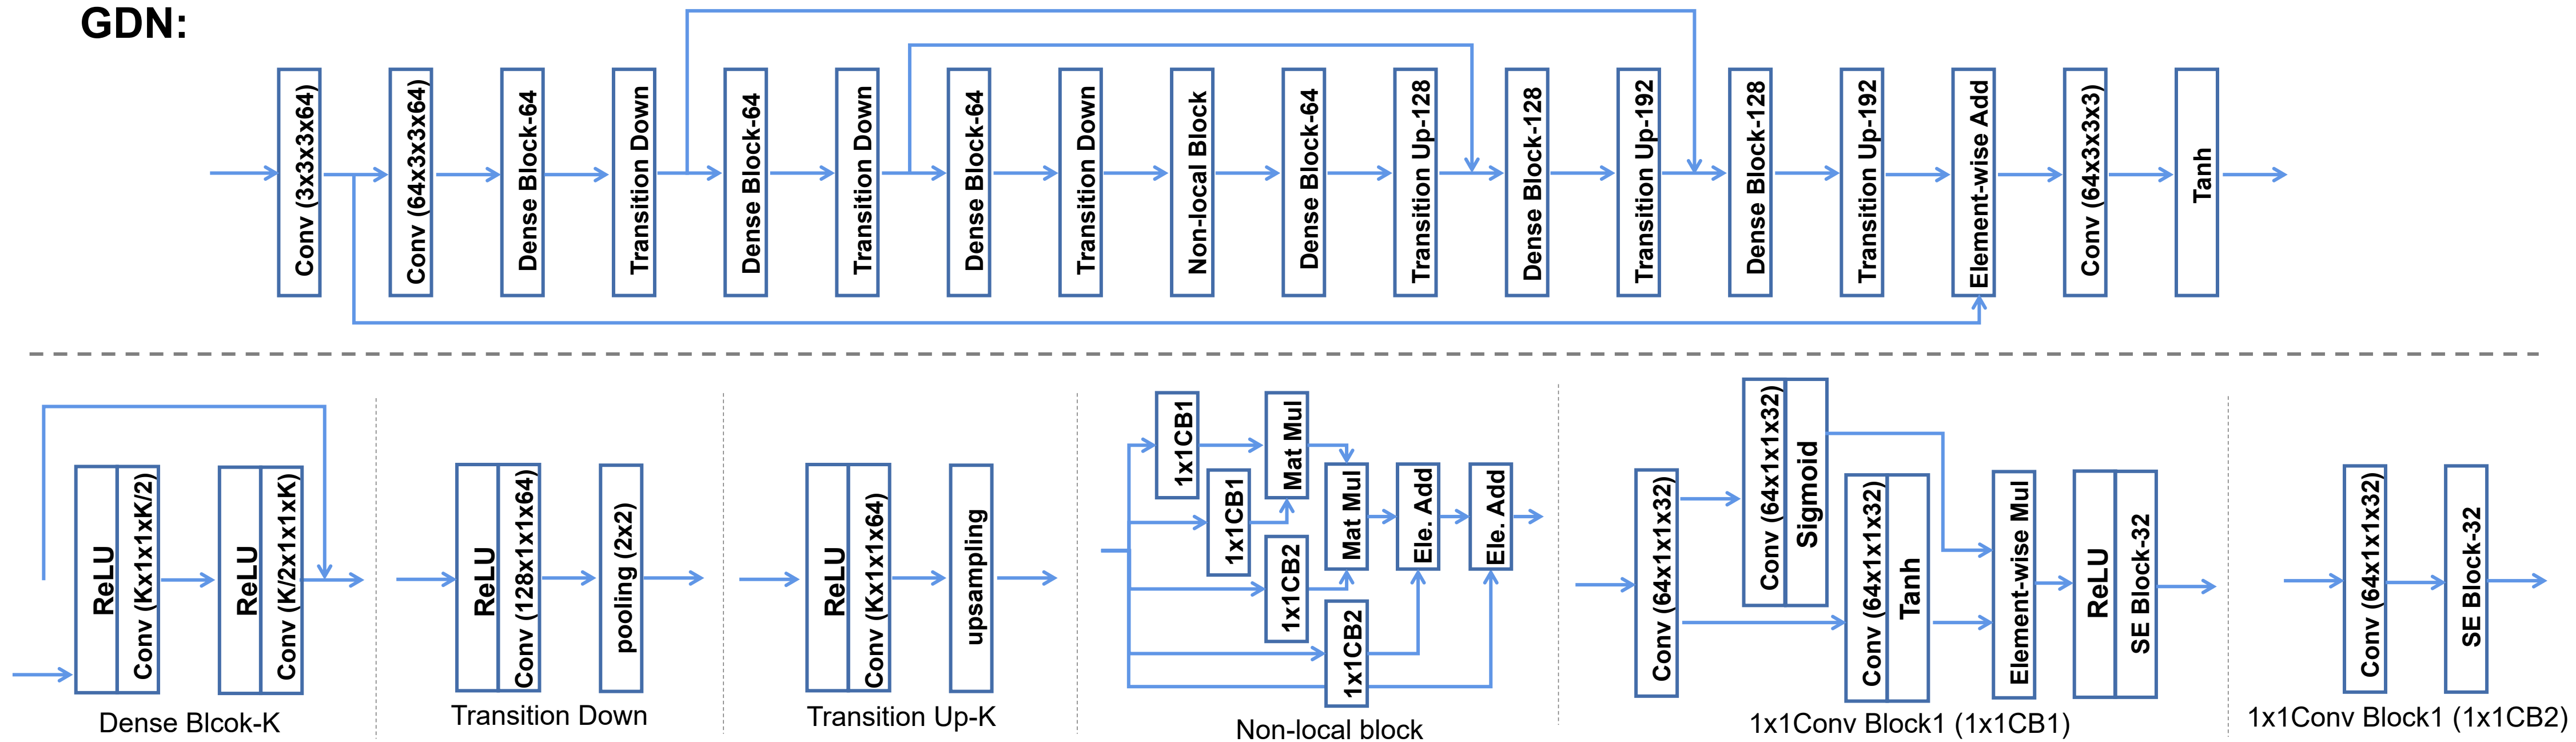 GDN:
Conv (3x3x3x64)
Conv (64x3x3x64)
Dense Block-64
Transition Down
Dense Block-64
Transition Down
Dense Block-64
Transition Down
Non-local Block
Dense Block-64
Transition Up-128
Dense Block-128
Transition Up-192
Dense Block-128
Transition Up-192
Element-wise Add
Conv (64x3x3x3)
Tanh
ReLU
Conv (Kx1x1xK/2)
ReLU
Conv (K/2x1x1xK)
Dense Blcok-K
ReLU
Conv (128x1x1x64)
pooling (2x2)
Transition Down
ReLU
Conv (Kx1x1x64)
upsampling
Transition Up-K
1x1CB1
1x1CB1
1x1CB2
1x1CB2
Mat Mul
Mat Mul
Ele. Add
Ele. Add
Non-local block
Conv (64x1x1x32)
Conv (64x1x1x32)
Sigmoid
Conv (64x1x1x32)
Tanh
Element-wise Mul
ReLU
SE Block-32
1x1Conv Block1 (1x1CB1)
Conv (64x1x1x32)
SE Block-32
1x1Conv Block1 (1x1CB2)